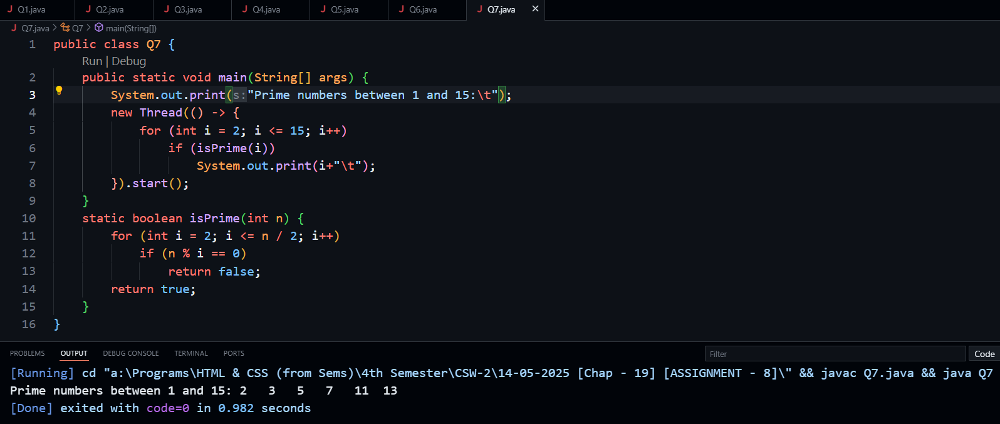 Q1.java Q2.java Q3.java Q4.java Q5.java Q6.java Q7.java
Q7.java > Q7 > main(String[])
1 public class Q7 {
Run | Debug
2 public static void main(String[] args) {
3 System.out.print(s:"Prime numbers between 1 and 15:\t");
4 new Thread(() -> {
5 for (int i = 2; i <= 15; i++)
6 if (isPrime(i))
7 System.out.print(i+"\t");
8 }).start();
9 }
10 static boolean isPrime(int n) {
11 for (int i = 2; i <= n / 2; i++)
12 if (n % i == 0)
13 return false;
14 return true;
15 }
16 }
PROBLEMS OUTPUT DEBUG CONSOLE TERMINAL PORTS Filter Code
[Running] cd "a:\Programs\HTML & CSS (from Sems)\4th Semester\CSW-2\14-05-2025 [Chap - 19] [ASSIGNMENT - 8]\" && javac Q7.java && java Q7
Prime numbers between 1 and 15: 2 3 5 7 11 13
[Done] exited with code=0 in 0.982 seconds